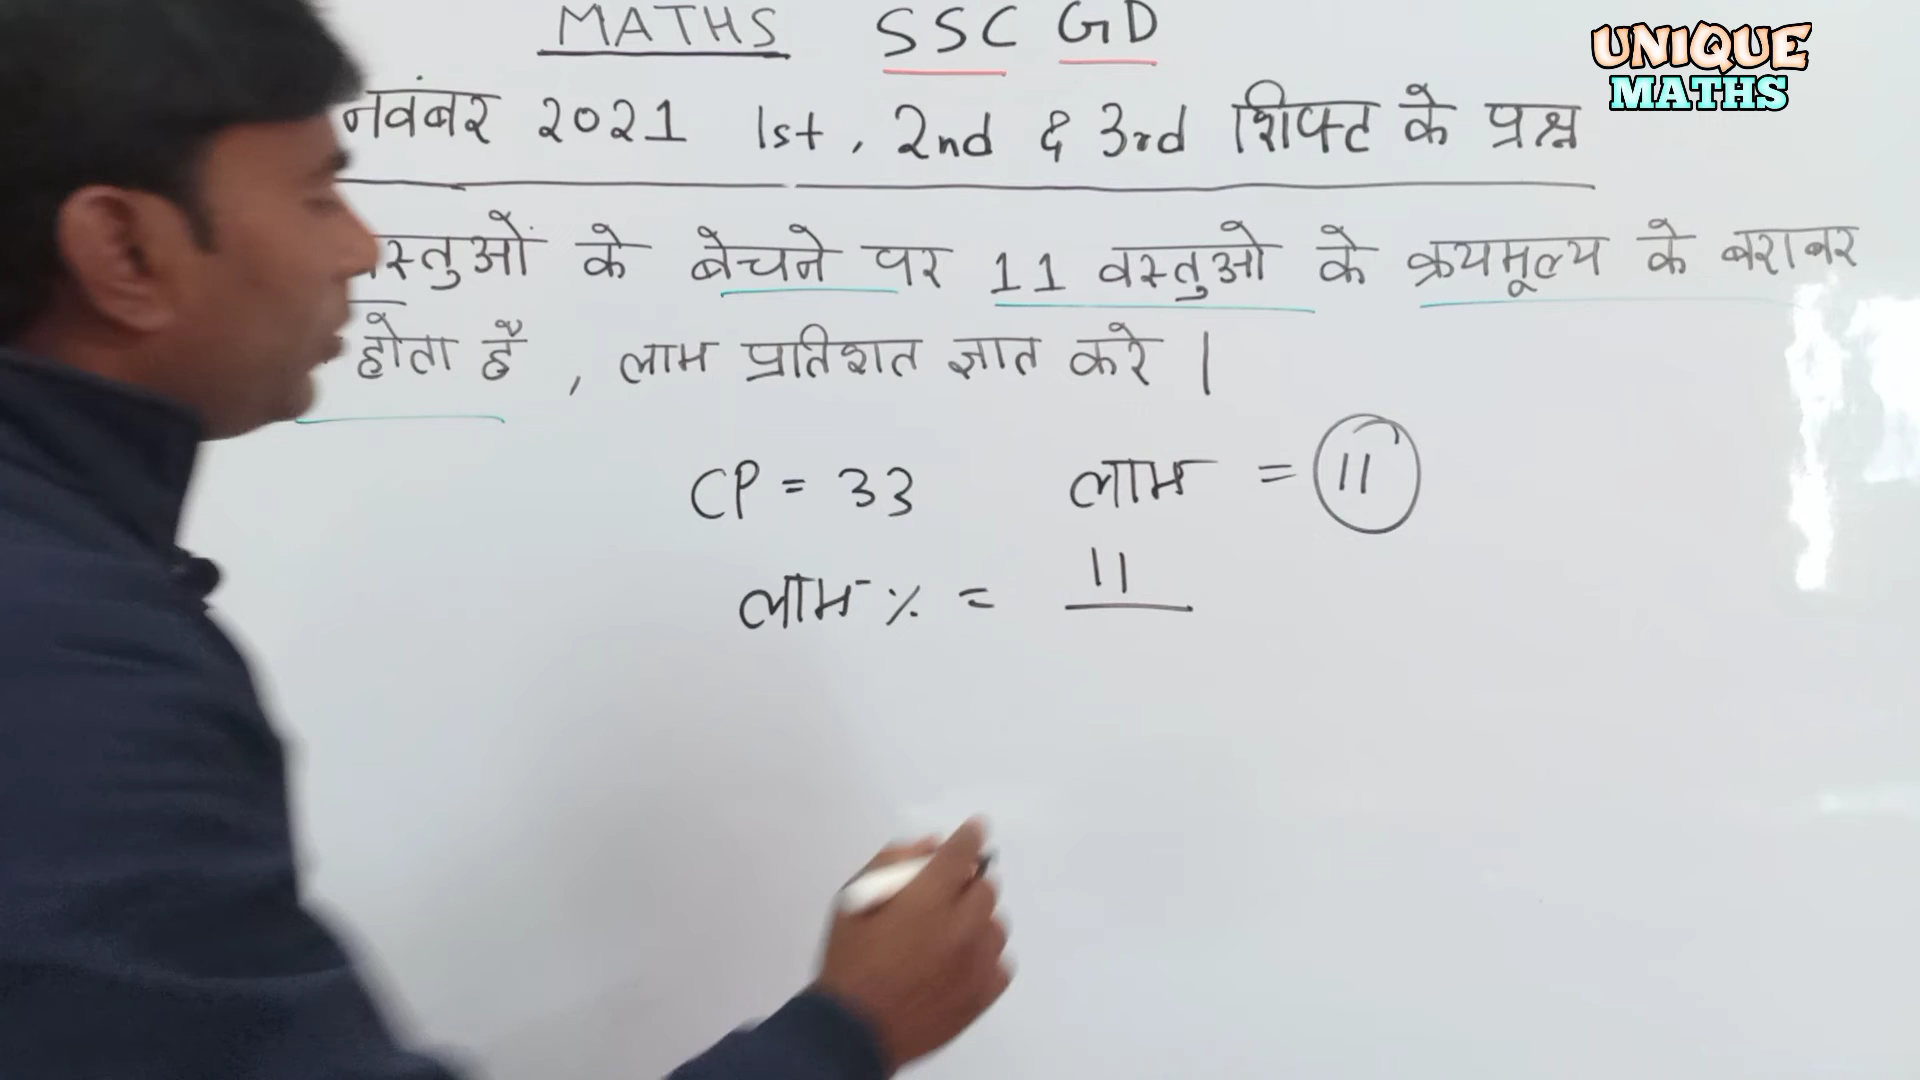 MATHS SSC GD
UNIQUE
MATHS
नवंबर 2021 1st, 2nd & 3rd शिफ्ट के प्रश्न
वस्तुओं के बेचने पर 11 वस्तुओ के क्रयमूल्य के बराबर
होता है , लाभ प्रतिशत ज्ञात करे |
CP = 33 लाभ = 11
लाभ % = 11